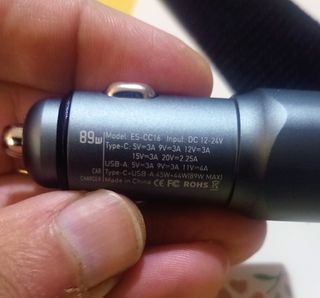 89W
Model: ES-CC16 Input: DC 12-24V
Type-C: 5V=3A 9V=3A 12V=3A
15V=3A 20V=2.25A
USB-A: 5V=3A 9V=3A 11V=4A
Type-C+USB-A:45W+44W(89W MAX)
CAR CHARGER
Made in China CE FC ROHS